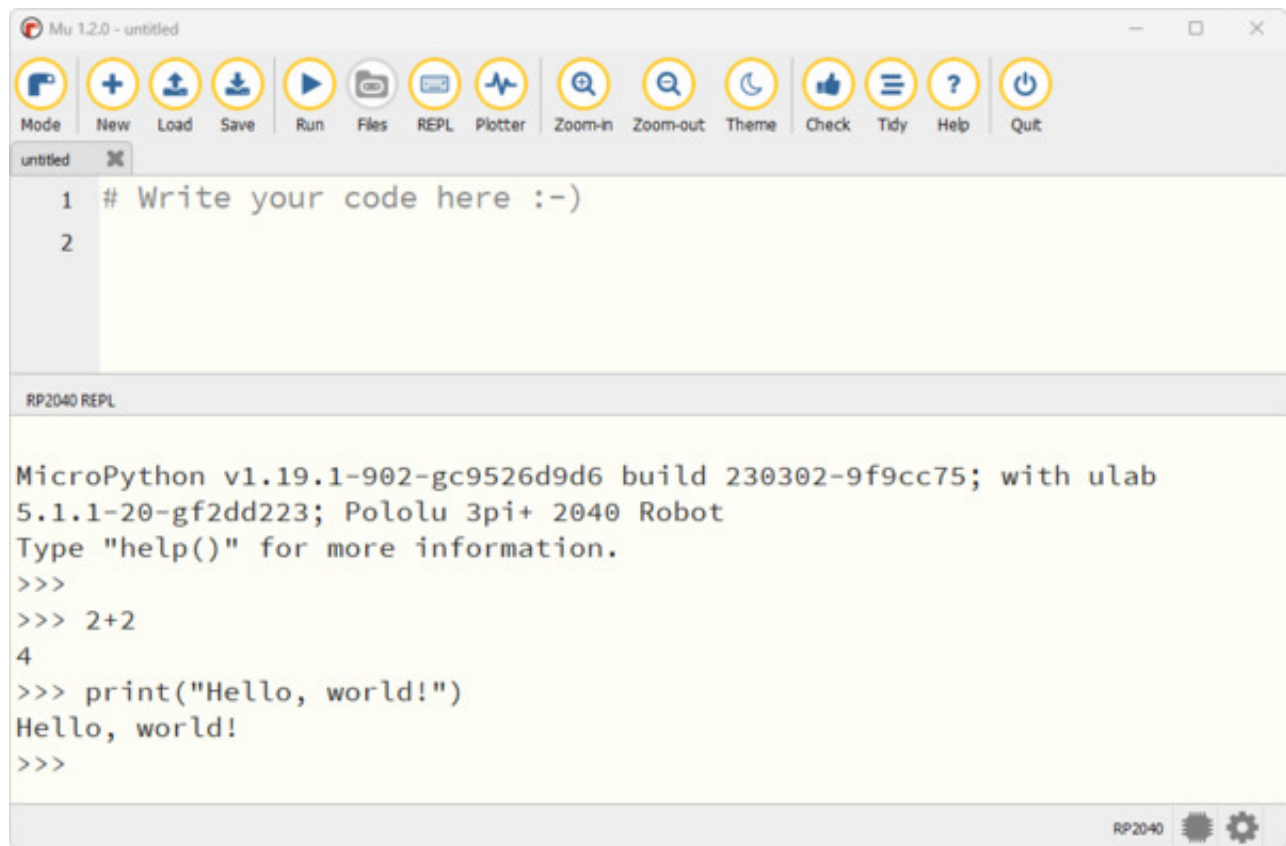 Mu 1.2.0 - untitled
Mode New Load Save Run Files REPL Plotter Zoom-in Zoom-out Theme Check Tidy Help Quit
untitled
1 # Write your code here :-)
2
RP2040 REPL
MicroPython v1.19.1-902-gc9526d9d6 build 230302-9f9cc75; with ulab
5.1.1-20-gf2dd223; Pololu 3pi+ 2040 Robot
Type "help()" for more information.
>>>
>>> 2+2
4
>>> print("Hello, world!")
Hello, world!
>>>
RP2040